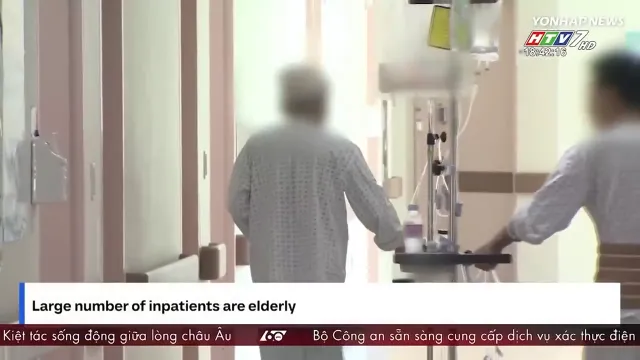 YONHAP NEWS
HTV7 HD
18:42:16
Large number of inpatients are elderly
Kiệt tác sống động giữa lòng châu Âu
60
Bộ Công an sẵn sàng cung cấp dịch vụ xác thực điện